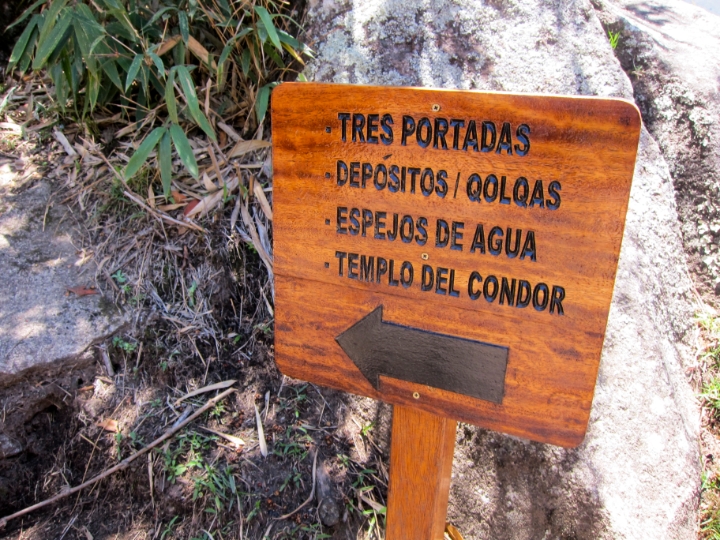 - TRES PORTADAS
- DEPÓSITOS / QOLQAS
- ESPEJOS DE AGUA
- TEMPLO DEL CONDOR